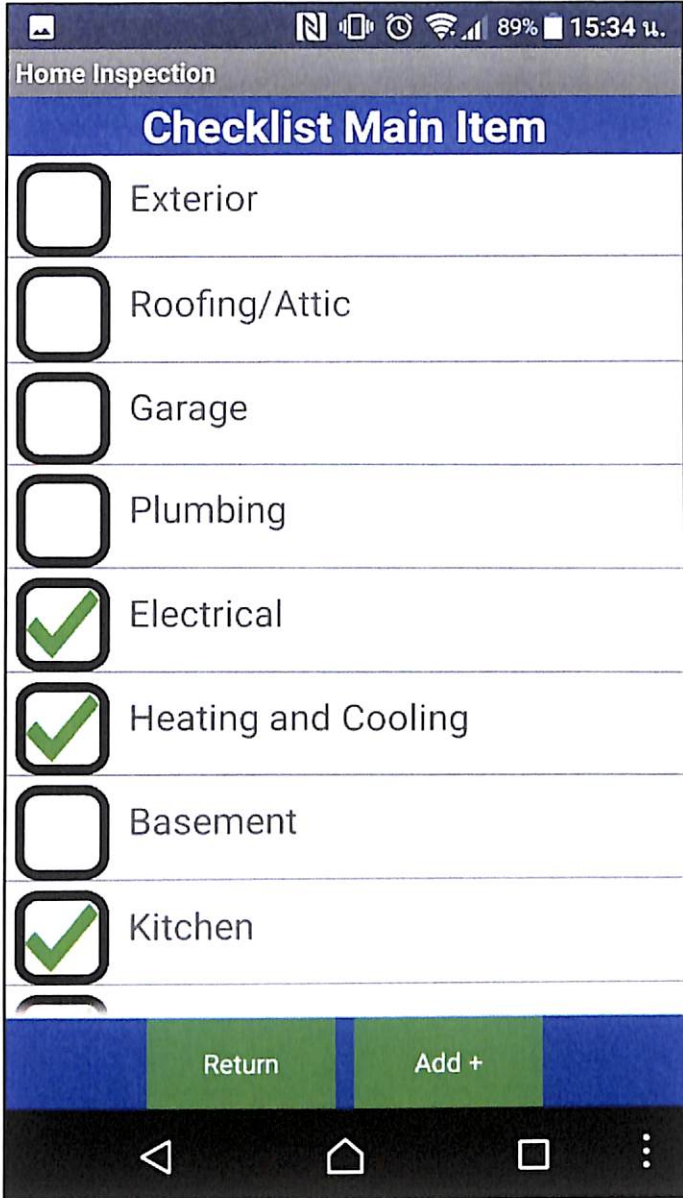 89% 15:34 น.
Home Inspection
Checklist Main Item
Exterior
Roofing/Attic
Garage
Plumbing
Electrical
Heating and Cooling
Basement
Kitchen
Return
Add +